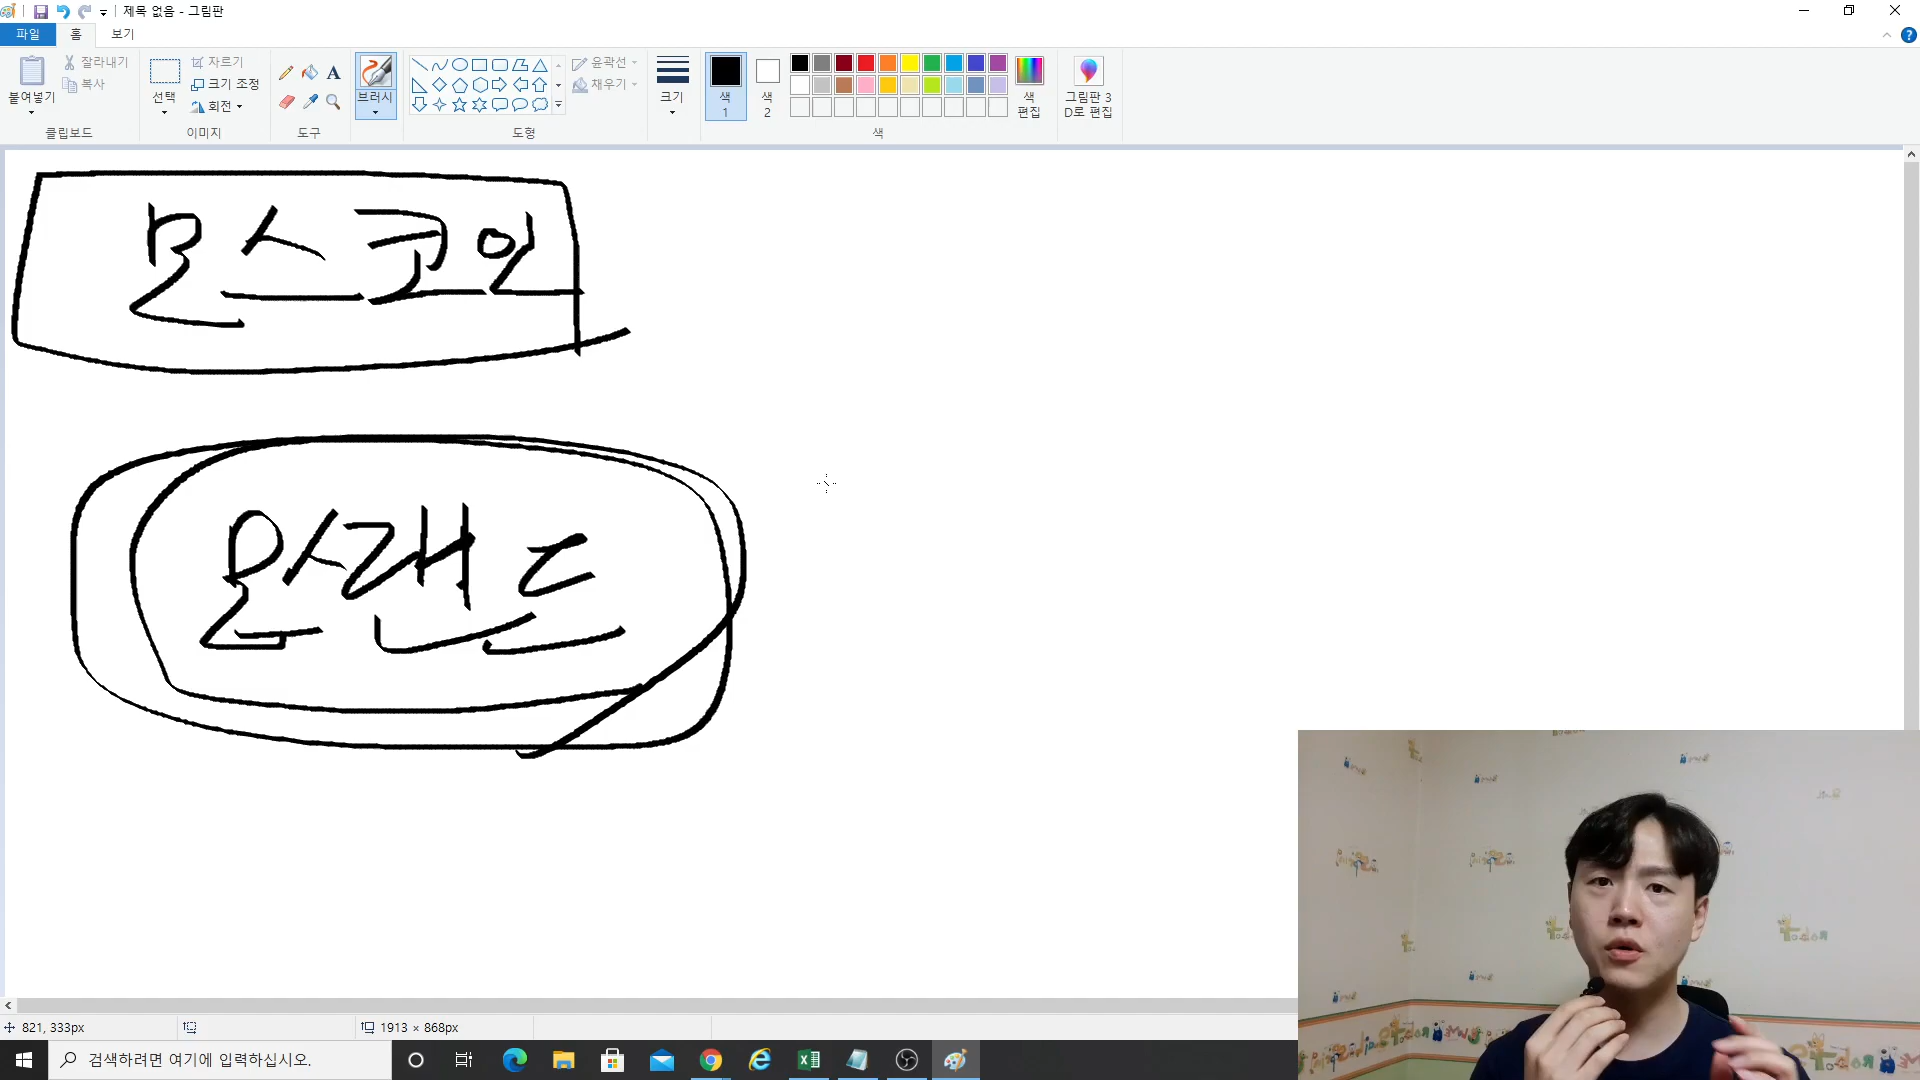 제목 없음 - 그림판
파일 홈 보기
붙여넣기
잘라내기
복사
클립보드
선택
자르기
크기 조정
회전
이미지
A
도구
브러시
도형
윤곽선
채우기
크기
색 1
색 2
색
색 편집
그림판 3D로 편집
몬스코인
몬스랜드
821, 333px
1913 × 868px
검색하려면 여기에 입력하십시오.